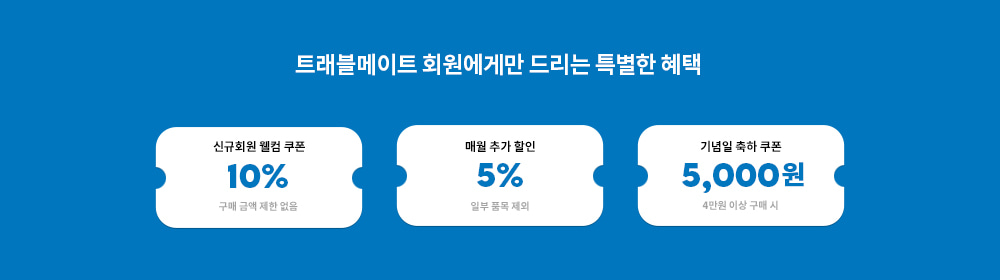 트래블메이트 회원에게만 드리는 특별한 혜택
신규회원 웰컴 쿠폰
10%
구매 금액 제한 없음
매월 추가 할인
5%
일부 품목 제외
기념일 축하 쿠폰
5,000원
4만원 이상 구매 시